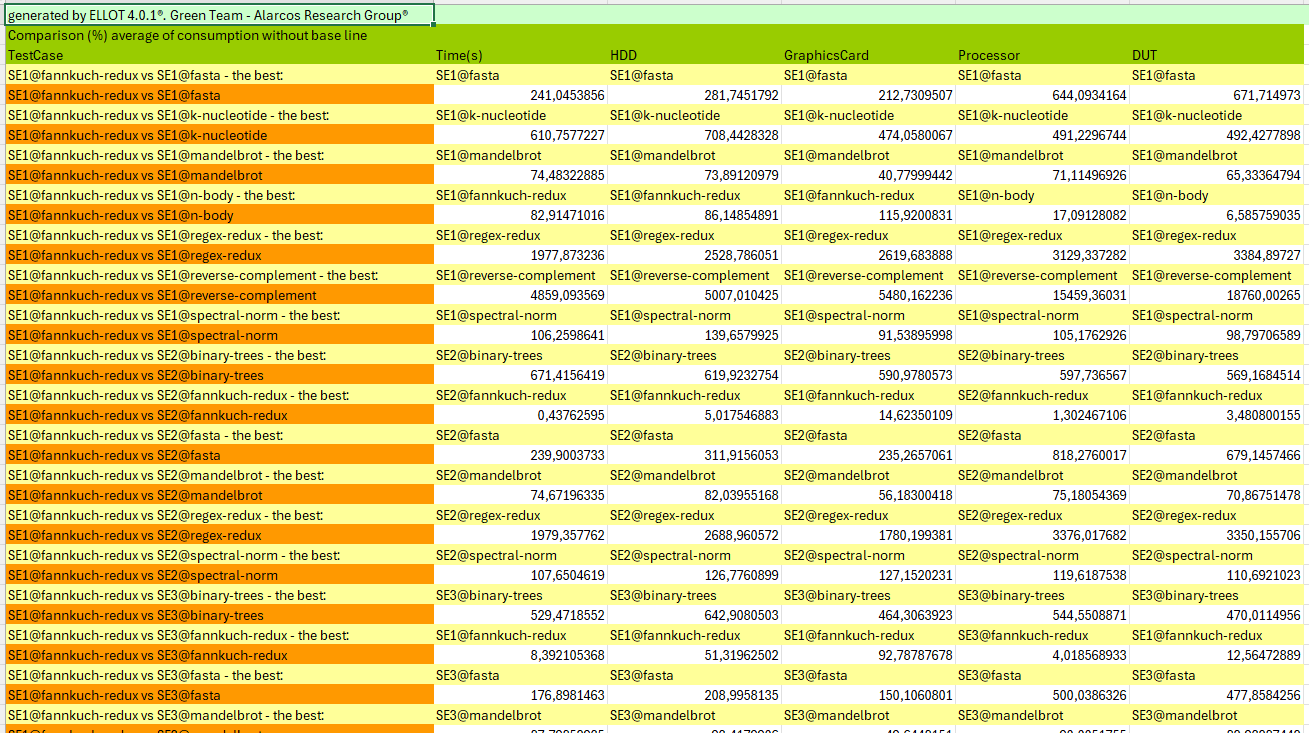 generated by ELLOT 4.0.1®. Green Team - Alarcos Research Group®
Comparison (%) average of consumption without base line
TestCase Time(s) HDD GraphicsCard Processor DUT
SE1@fannkuch-redux vs SE1@fasta - the best: SE1@fasta SE1@fasta SE1@fasta SE1@fasta SE1@fasta
SE1@fannkuch-redux vs SE1@fasta 241,0453856 281,7451792 212,7309507 644,0934164 671,714973
SE1@fannkuch-redux vs SE1@k-nucleotide - the best: SE1@k-nucleotide SE1@k-nucleotide SE1@k-nucleotide SE1@k-nucleotide SE1@k-nucleotide
SE1@fannkuch-redux vs SE1@k-nucleotide 610,7577227 708,4428328 474,0580067 491,2296744 492,4277898
SE1@fannkuch-redux vs SE1@mandelbrot - the best: SE1@mandelbrot SE1@mandelbrot SE1@mandelbrot SE1@mandelbrot SE1@mandelbrot
SE1@fannkuch-redux vs SE1@mandelbrot 74,48322885 73,89120979 40,77999442 71,11496926 65,33364794
SE1@fannkuch-redux vs SE1@n-body - the best: SE1@fannkuch-redux SE1@fannkuch-redux SE1@fannkuch-redux SE1@n-body SE1@n-body
SE1@fannkuch-redux vs SE1@n-body 82,91471016 86,14854891 115,9200831 17,09128082 6,585759035
SE1@fannkuch-redux vs SE1@regex-redux - the best: SE1@regex-redux SE1@regex-redux SE1@regex-redux SE1@regex-redux SE1@regex-redux
SE1@fannkuch-redux vs SE1@regex-redux 1977,873236 2528,786051 2619,683888 3129,337282 3384,89727
SE1@fannkuch-redux vs SE1@reverse-complement - the best: SE1@reverse-complement SE1@reverse-complement SE1@reverse-complement SE1@reverse-complement SE1@reverse-complement
SE1@fannkuch-redux vs SE1@reverse-complement 4859,093569 5007,010425 5480,162236 15459,36031 18760,00265
SE1@fannkuch-redux vs SE1@spectral-norm - the best: SE1@spectral-norm SE1@spectral-norm SE1@spectral-norm SE1@spectral-norm SE1@spectral-norm
SE1@fannkuch-redux vs SE1@spectral-norm 106,2598641 139,6579925 91,53895998 105,1762926 98,79706589
SE1@fannkuch-redux vs SE2@binary-trees - the best: SE2@binary-trees SE2@binary-trees SE2@binary-trees SE2@binary-trees SE2@binary-trees
SE1@fannkuch-redux vs SE2@binary-trees 671,4156419 619,9232754 590,9780573 597,736567 569,1684514
SE1@fannkuch-redux vs SE2@fannkuch-redux - the best: SE2@fannkuch-redux SE1@fannkuch-redux SE1@fannkuch-redux SE2@fannkuch-redux SE1@fannkuch-redux
SE1@fannkuch-redux vs SE2@fannkuch-redux 0,43762595 5,017546883 14,62350109 1,302467106 3,480800155
SE1@fannkuch-redux vs SE2@fasta - the best: SE2@fasta SE2@fasta SE2@fasta SE2@fasta SE2@fasta
SE1@fannkuch-redux vs SE2@fasta 239,9003733 311,9156053 235,2657061 818,2760017 679,1457466
SE1@fannkuch-redux vs SE2@mandelbrot - the best: SE2@mandelbrot SE2@mandelbrot SE2@mandelbrot SE2@mandelbrot SE2@mandelbrot
SE1@fannkuch-redux vs SE2@mandelbrot 74,67196335 82,03955168 56,18300418 75,18054369 70,86751478
SE1@fannkuch-redux vs SE2@regex-redux - the best: SE2@regex-redux SE2@regex-redux SE2@regex-redux SE2@regex-redux SE2@regex-redux
SE1@fannkuch-redux vs SE2@regex-redux 1979,357762 2688,960572 1780,199381 3376,017682 3350,155706
SE1@fannkuch-redux vs SE2@spectral-norm - the best: SE2@spectral-norm SE2@spectral-norm SE2@spectral-norm SE2@spectral-norm SE2@spectral-norm
SE1@fannkuch-redux vs SE2@spectral-norm 107,6504619 126,7760899 127,1520231 119,6187538 110,6921023
SE1@fannkuch-redux vs SE3@binary-trees - the best: SE3@binary-trees SE3@binary-trees SE3@binary-trees SE3@binary-trees SE3@binary-trees
SE1@fannkuch-redux vs SE3@binary-trees 529,4718552 642,9080503 464,3063923 544,5508871 470,0114956
SE1@fannkuch-redux vs SE3@fannkuch-redux - the best: SE1@fannkuch-redux SE1@fannkuch-redux SE1@fannkuch-redux SE3@fannkuch-redux SE1@fannkuch-redux
SE1@fannkuch-redux vs SE3@fannkuch-redux 8,392105368 51,31962502 92,78787678 4,018568933 12,56472889
SE1@fannkuch-redux vs SE3@fasta - the best: SE3@fasta SE3@fasta SE3@fasta SE3@fasta SE3@fasta
SE1@fannkuch-redux vs SE3@fasta 176,8981463 208,9958135 150,1060801 500,0386326 477,8584256
SE1@fannkuch-redux vs SE3@mandelbrot - the best: SE3@mandelbrot SE3@mandelbrot SE3@mandelbrot SE3@mandelbrot SE3@mandelbrot
SE1@fannkuch-redux vs SE3@mandelbrot